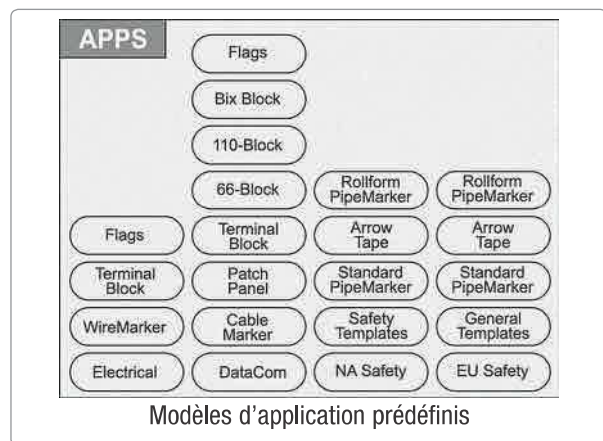 APPS
Flags
Bix Block
110-Block
66-Block
Rollform
PipeMarker
Rollform
PipeMarker
Flags
Terminal
Block
Arrow
Tape
Arrow
Tape
Terminal
Block
Patch
Panel
Standard
PipeMarker
Standard
PipeMarker
WireMarker
Cable
Marker
Safety
Templates
General
Templates
Electrical
DataCom
NA Safety
EU Safety
Modèles d'application prédéfinis